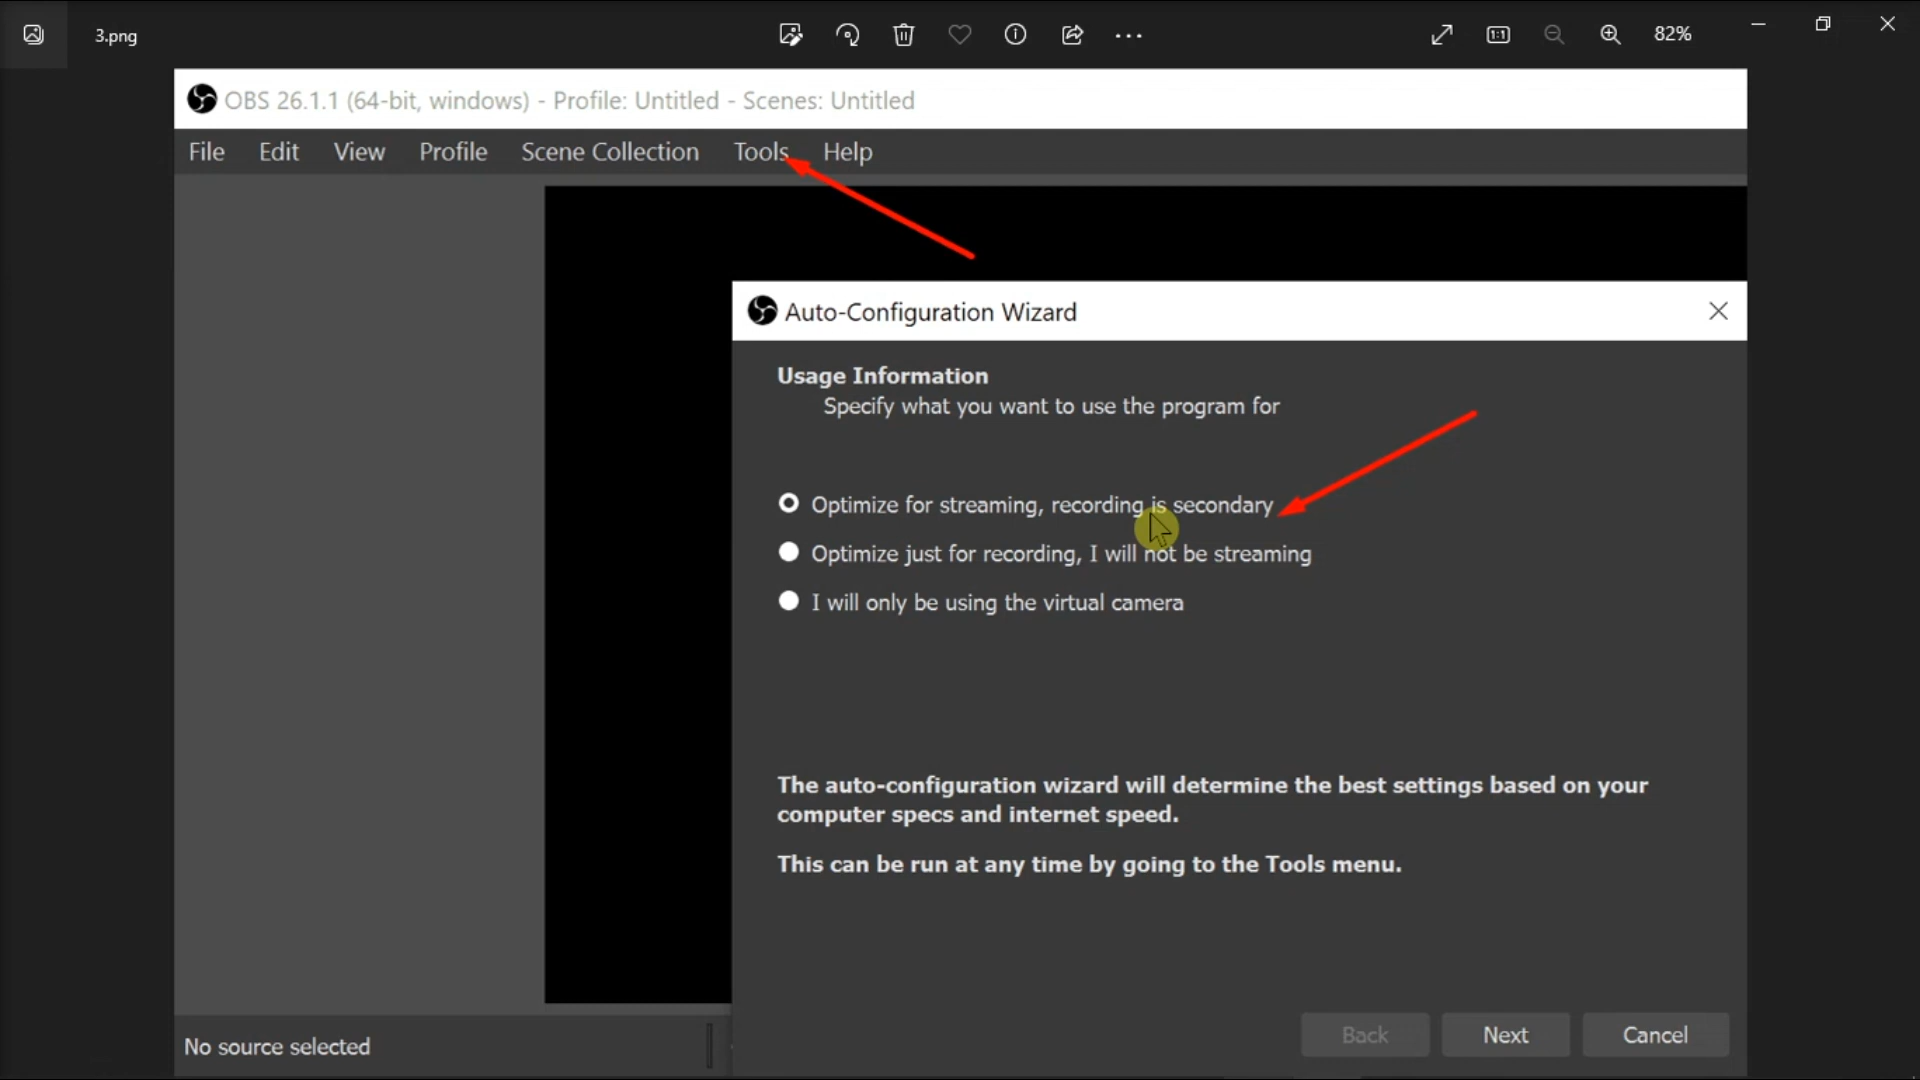 3.png
82%
OBS 26.1.1 (64-bit, windows) - Profile: Untitled - Scenes: Untitled
File Edit View Profile Scene Collection Tools Help
Auto-Configuration Wizard
Usage Information
Specify what you want to use the program for
Optimize for streaming, recording is secondary
Optimize just for recording, I will not be streaming
I will only be using the virtual camera
The auto-configuration wizard will determine the best settings based on your
computer specs and internet speed.
This can be run at any time by going to the Tools menu.
Back Next Cancel
No source selected